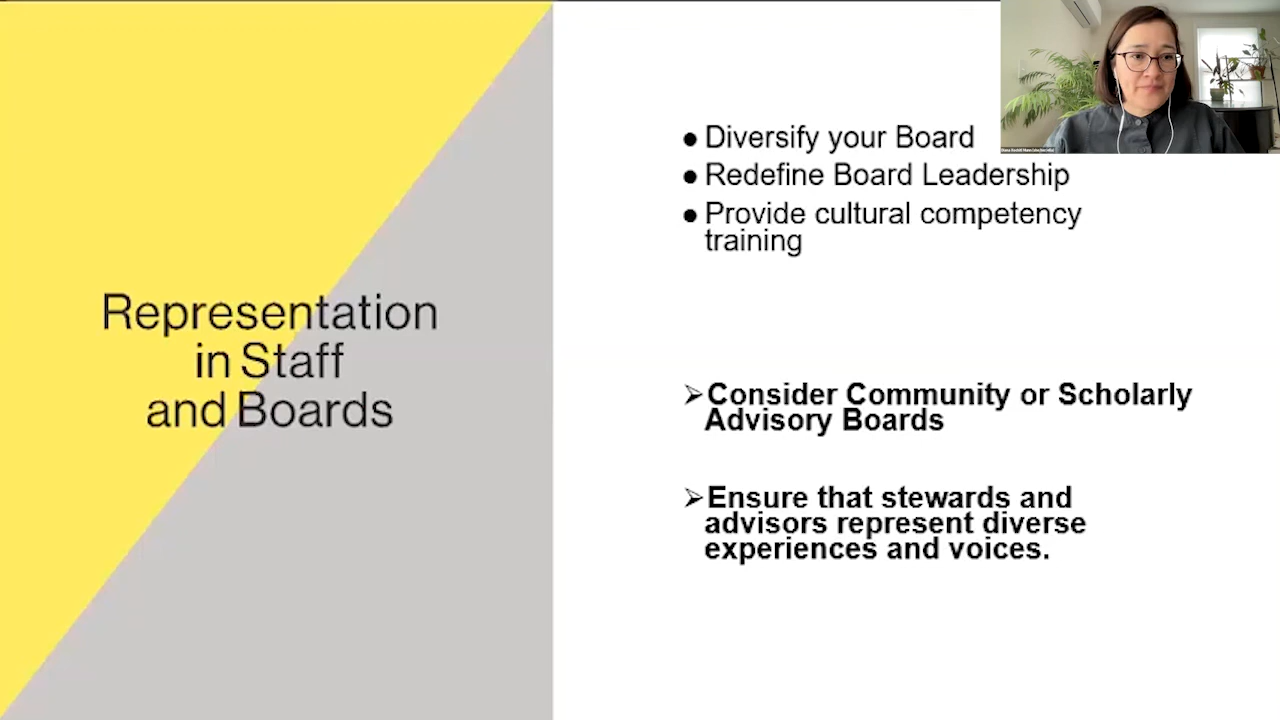 Representation
in Staff
and Boards
● Diversify your Board
● Redefine Board Leadership
● Provide cultural competency
training
➢ Consider Community or Scholarly
Advisory Boards
➢ Ensure that stewards and
advisors represent diverse
experiences and voices.